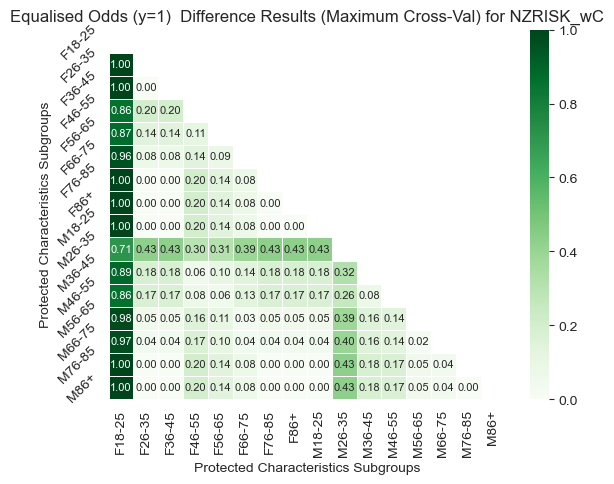 Equalised Odds (y=1)  Difference Results (Maximum Cross-Val) for NZRISK_wC
Protected Characteristics Subgroups
F18-25
F26-35 1.00
F36-45 1.00 0.00
F46-55 0.86 0.20 0.20
F56-65 0.87 0.14 0.14 0.11
F66-75 0.96 0.08 0.08 0.14 0.09
F76-85 1.00 0.00 0.00 0.20 0.14 0.08
F86+ 1.00 0.00 0.00 0.20 0.14 0.08 0.00
M18-25 1.00 0.00 0.00 0.20 0.14 0.08 0.00 0.00
M26-35 0.71 0.43 0.43 0.30 0.31 0.39 0.43 0.43 0.43
M36-45 0.89 0.18 0.18 0.06 0.10 0.14 0.18 0.18 0.18 0.32
M46-55 0.86 0.17 0.17 0.08 0.06 0.13 0.17 0.17 0.17 0.26 0.08
M56-65 0.98 0.05 0.05 0.16 0.11 0.03 0.05 0.05 0.05 0.39 0.16 0.14
M66-75 0.97 0.04 0.04 0.17 0.10 0.04 0.04 0.04 0.04 0.40 0.16 0.14 0.02
M76-85 1.00 0.00 0.00 0.20 0.14 0.08 0.00 0.00 0.00 0.43 0.18 0.17 0.05 0.04
M86+ 1.00 0.00 0.00 0.20 0.14 0.08 0.00 0.00 0.00 0.43 0.18 0.17 0.05 0.04 0.00
F18-25 F26-35 F36-45 F46-55 F56-65 F66-75 F76-85 F86+ M18-25 M26-35 M36-45 M46-55 M56-65 M66-75 M76-85 M86+
Protected Characteristics Subgroups
1.0
0.8
0.6
0.4
0.2
0.0